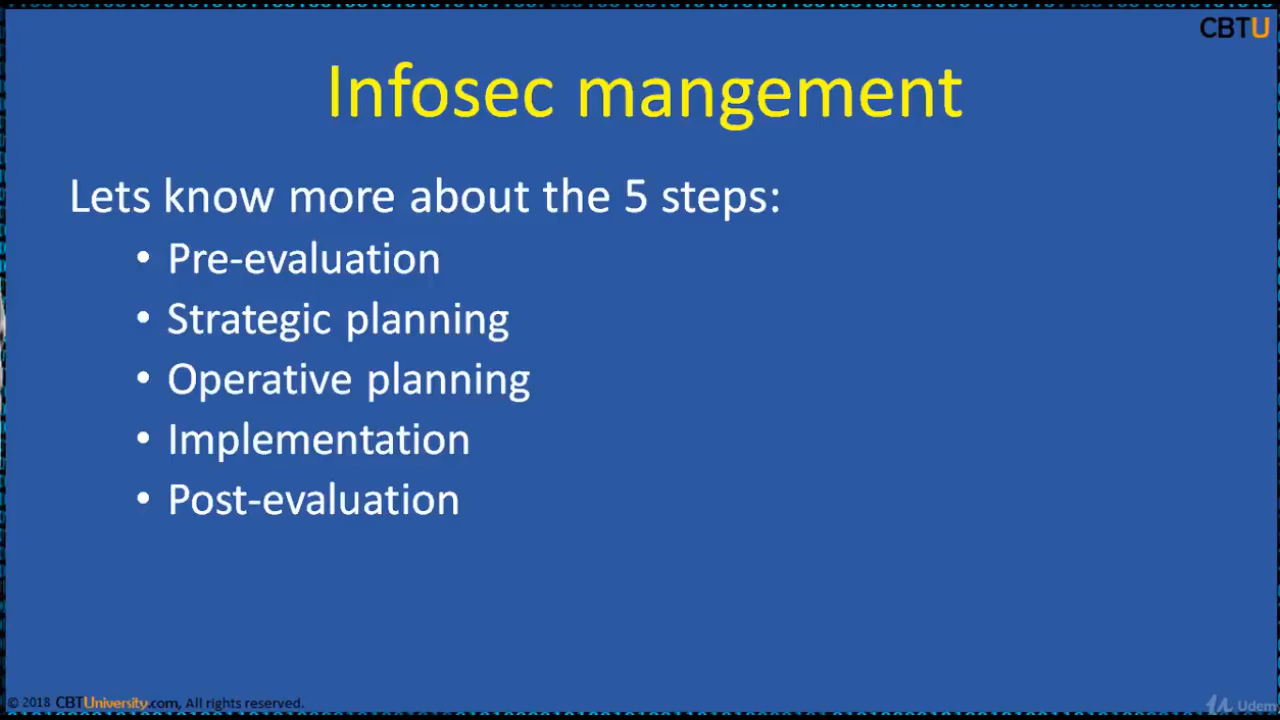 CBTU
Infosec mangement
Lets know more about the 5 steps:
• Pre-evaluation
• Strategic planning
• Operative planning
• Implementation
• Post-evaluation
© 2018 CBTUniversity.com, All rights reserved.
Udem